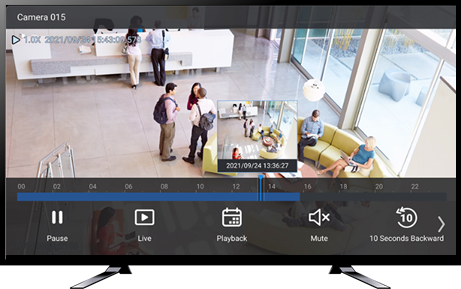 Camera 015
1.0X
2021/09/24 13:36:27
00 02 04 06 08 10 12 14 16 18 20 22
Pause Live Playback Mute 10 Seconds Backward
10